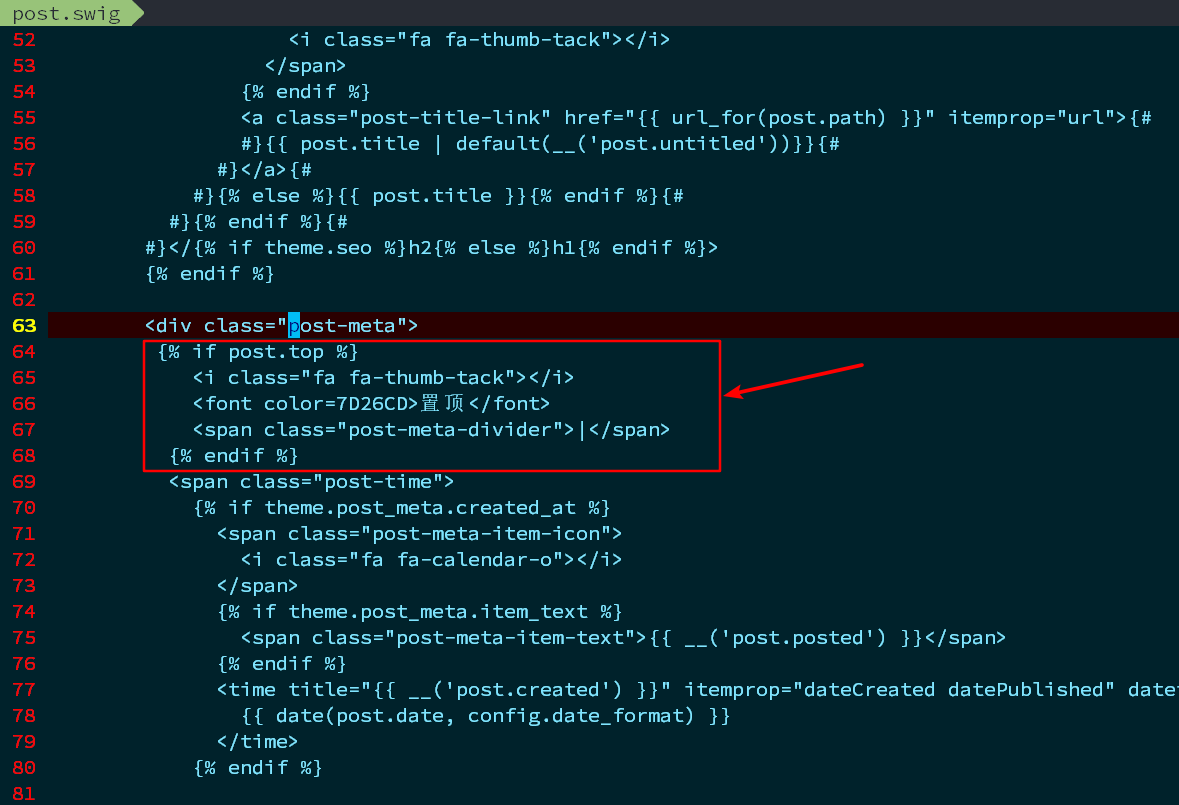 post.swig
52 <i class="fa fa-thumb-tack"></i>
53 </span>
54 {% endif %}
55 <a class="post-title-link" href="{{ url_for(post.path) }}" itemprop="url">{#
56 #}{{ post.title | default(__('post.untitled'))}}{#
57 #}</a>{#
58 #}{% else %}{{ post.title }}{% endif %}{#
59 #}{% endif %}{#
60 #}</{% if theme.seo %}h2{% else %}h1{% endif %}>
61 {% endif %}
62
63 <div class="post-meta">
64 {% if post.top %}
65 <i class="fa fa-thumb-tack"></i>
66 <font color=7D26CD>置顶</font>
67 <span class="post-meta-divider">|</span>
68 {% endif %}
69 <span class="post-time">
70 {% if theme.post_meta.created_at %}
71 <span class="post-meta-item-icon">
72 <i class="fa fa-calendar-o"></i>
73 </span>
74 {% if theme.post_meta.item_text %}
75 <span class="post-meta-item-text">{{ __('post.posted') }}</span>
76 {% endif %}
77 <time title="{{ __('post.created') }}" itemprop="dateCreated datePublished" datet
78 {{ date(post.date, config.date_format) }}
79 </time>
80 {% endif %}
81